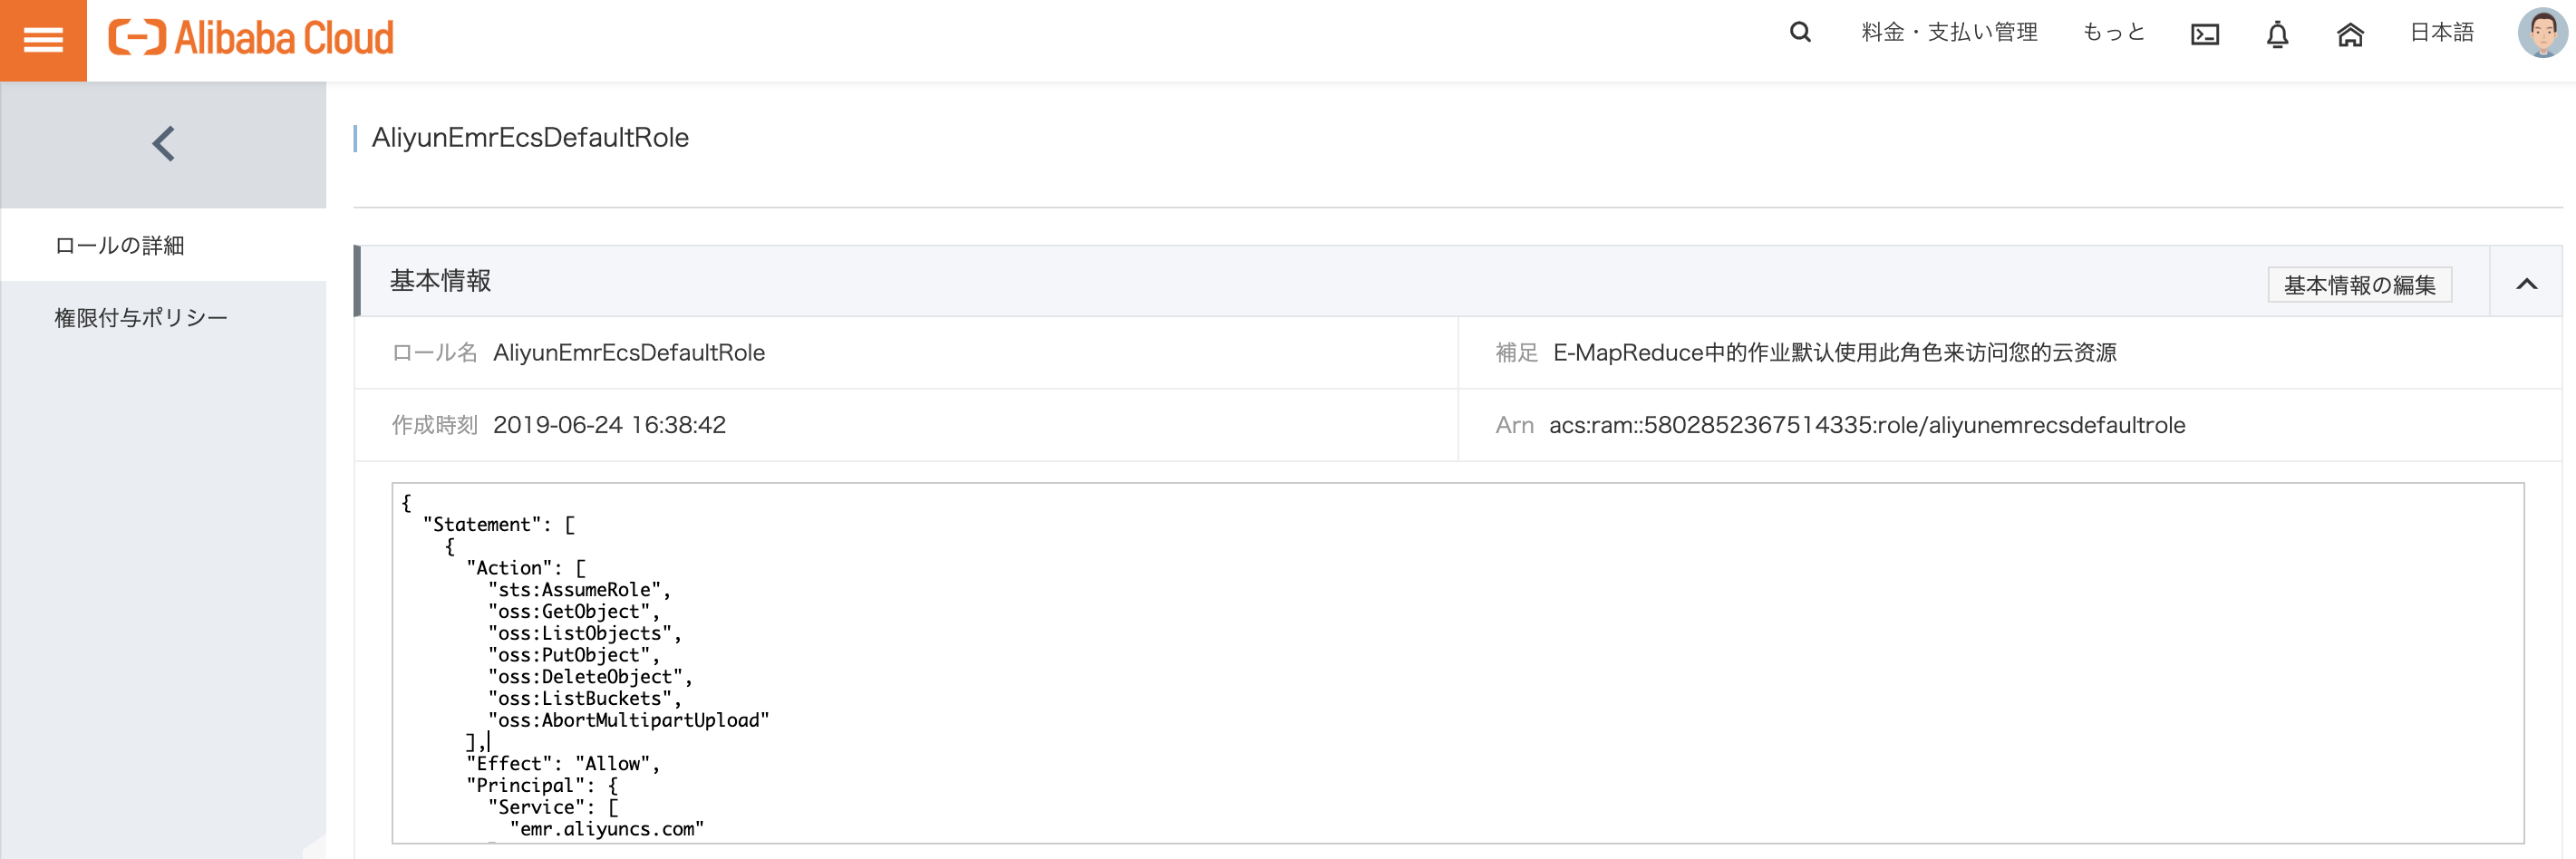 Alibaba Cloud
料金・支払い管理
もっと
日本語
AliyunEmrEcsDefaultRole
ロールの詳細
権限付与ポリシー
基本情報
基本情報の編集
ロール名 AliyunEmrEcsDefaultRole
補足 E-MapReduce中的作业默认使用此角色来访问您的云资源
作成時刻 2019-06-24 16:38:42
Arn acs:ram::5802852367514335:role/aliyunemrecsdefaultrole
{
"Statement": [
{
"Action": [
"sts:AssumeRole",
"oss:GetObject",
"oss:ListObjects",
"oss:PutObject",
"oss:DeleteObject",
"oss:ListBuckets",
"oss:AbortMultipartUpload"
],
"Effect": "Allow",
"Principal": {
"Service": [
"emr.aliyuncs.com"